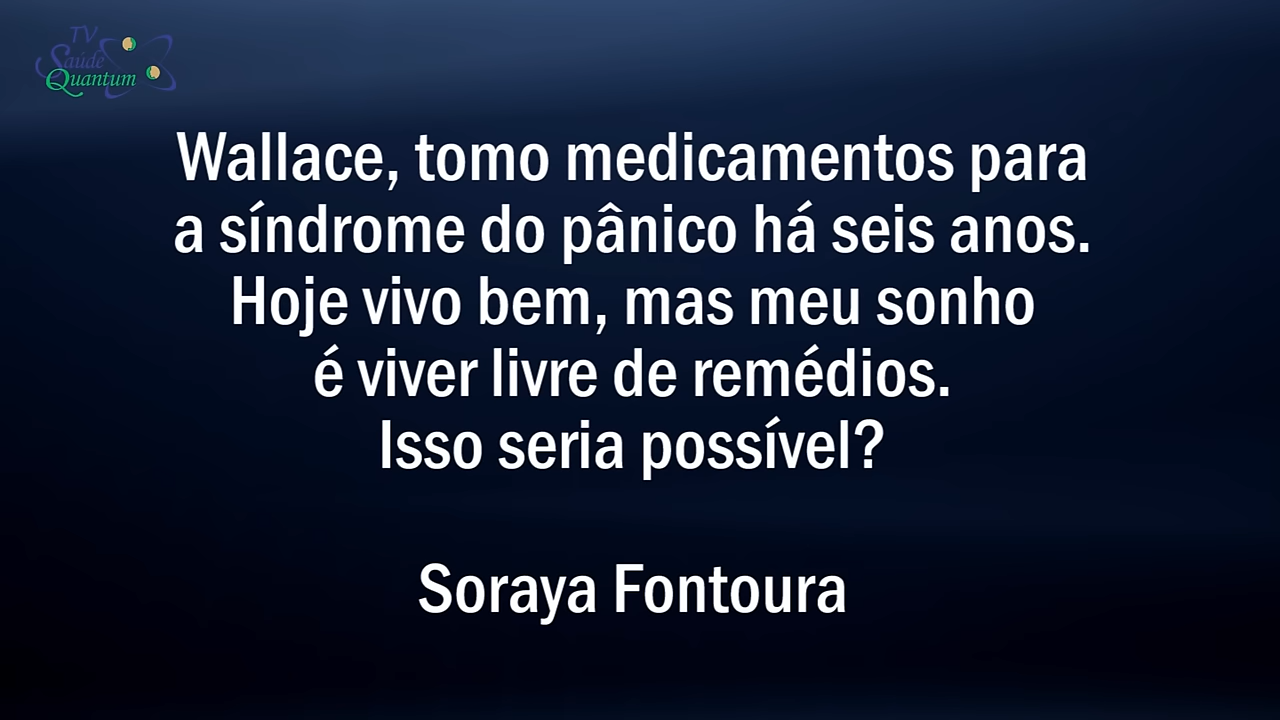 TV
Saúde
Quantum
Wallace, tomo medicamentos para
a síndrome do pânico há seis anos.
Hoje vivo bem, mas meu sonho
é viver livre de remédios.
Isso seria possível?
Soraya Fontoura